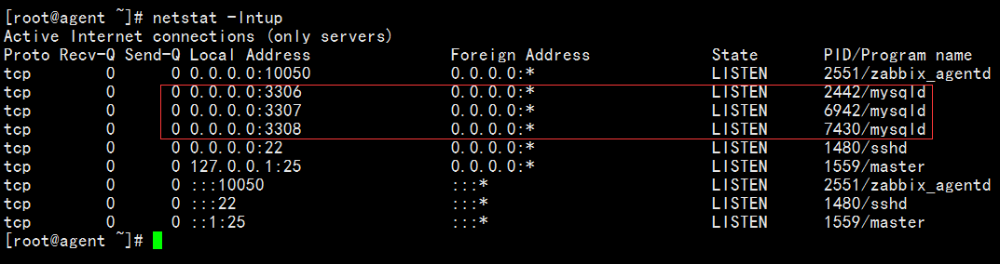 [root@agent ~]# netstat -lntup
Active Internet connections (only servers)
Proto Recv-Q Send-Q Local Address               Foreign Address             State       PID/Program name
tcp        0      0 0.0.0.0:10050               0.0.0.0:*                   LISTEN      2551/zabbix_agentd
tcp        0      0 0.0.0.0:3306                0.0.0.0:*                   LISTEN      2442/mysqld
tcp        0      0 0.0.0.0:3307                0.0.0.0:*                   LISTEN      6942/mysqld
tcp        0      0 0.0.0.0:3308                0.0.0.0:*                   LISTEN      7430/mysqld
tcp        0      0 0.0.0.0:22                  0.0.0.0:*                   LISTEN      1480/sshd
tcp        0      0 127.0.0.1:25                0.0.0.0:*                   LISTEN      1559/master
tcp        0      0 :::10050                    :::*                        LISTEN      2551/zabbix_agentd
tcp        0      0 :::22                       :::*                        LISTEN      1480/sshd
tcp        0      0 ::1:25                      :::*                        LISTEN      1559/master
[root@agent ~]#